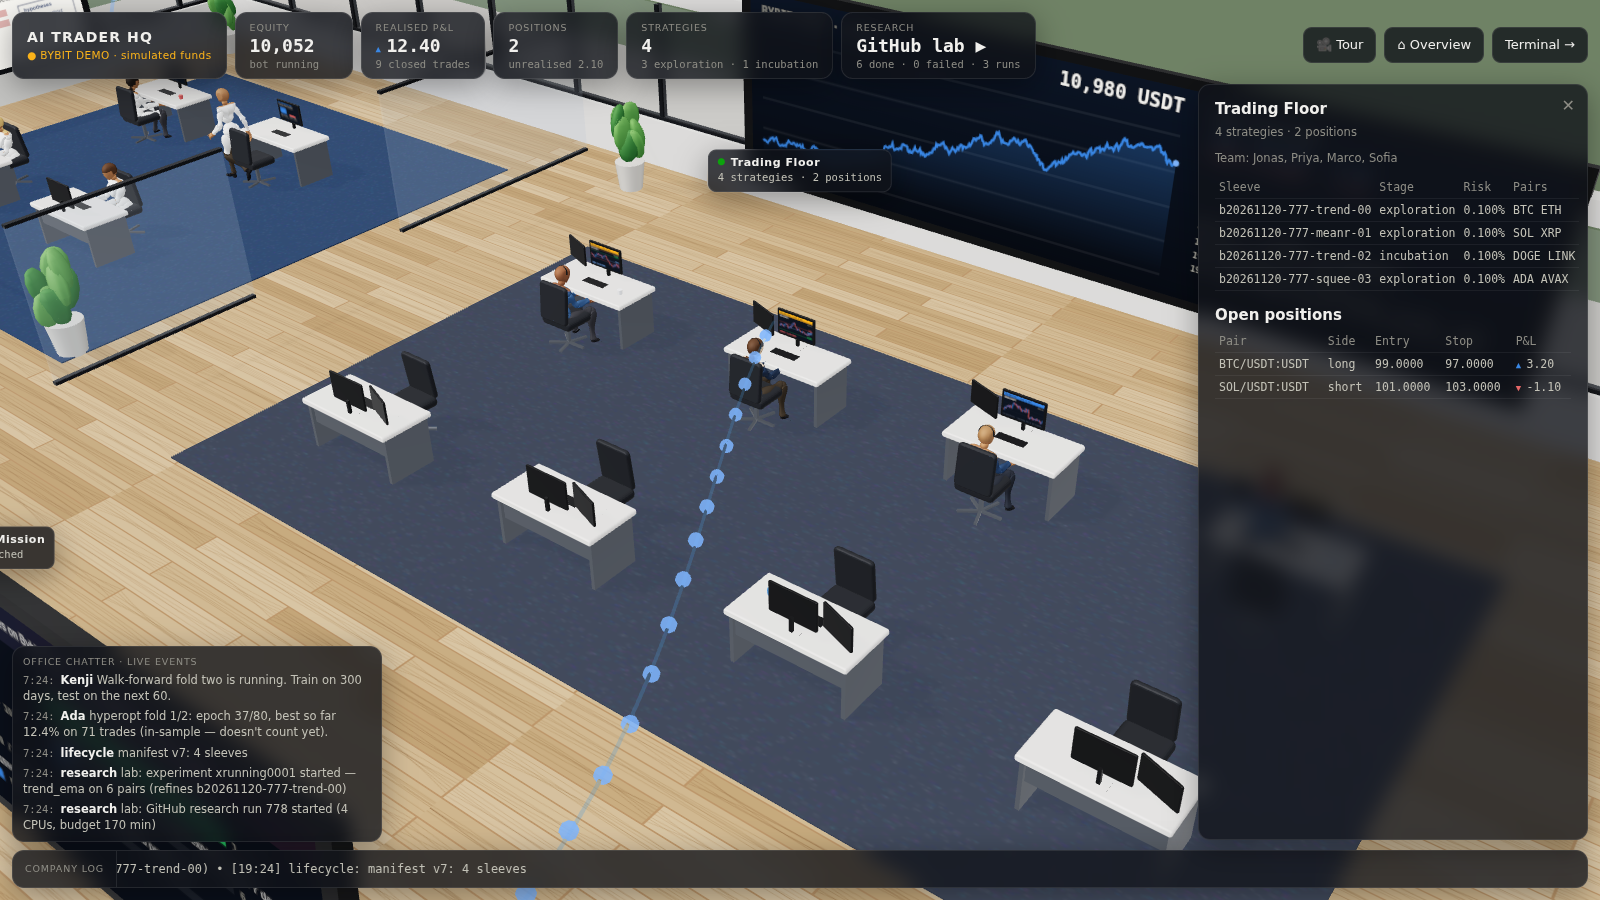 hypotheses
AI TRADER HQ
● BYBIT DEMO · simulated funds
EQUITY
10,052
bot running
REALISED P&L
▲ 12.40
9 closed trades
POSITIONS
2
unrealised 2.10
STRATEGIES
4
3 exploration · 1 incubation
RESEARCH
GitHub lab ▶
6 done · 0 failed · 3 runs
🎥 Tour
⌂ Overview
Terminal →
10,980 USDT
Trading Floor
4 strategies · 2 positions
Trading Floor
4 strategies · 2 positions
Team: Jonas, Priya, Marco, Sofia
Sleeve Stage Risk Pairs
b20261120-777-trend-00 exploration 0.100% BTC ETH
b20261120-777-meanr-01 exploration 0.100% SOL XRP
b20261120-777-trend-02 incubation 0.100% DOGE LINK
b20261120-777-squee-03 exploration 0.100% ADA AVAX
Open positions
Pair Side Entry Stop P&L
BTC/USDT:USDT long 99.0000 97.0000 ▲ 3.20
SOL/USDT:USDT short 101.0000 103.0000 ▼ -1.10
Mission
ched
OFFICE CHATTER · LIVE EVENTS
7:24: Kenji Walk-forward fold two is running. Train on 300
days, test on the next 60.
7:24: Ada hyperopt fold 1/2: epoch 37/80, best so far
12.4% on 71 trades (in-sample — doesn't count yet).
7:24: lifecycle manifest v7: 4 sleeves
7:24: research lab: experiment xrunning0001 started —
trend_ema on 6 pairs (refines b20261120-777-trend-00)
7:24: research lab: GitHub research run 778 started (4
CPUs, budget 170 min)
COMPANY LOG
777-trend-00) • [19:24] lifecycle: manifest v7: 4 sleeves